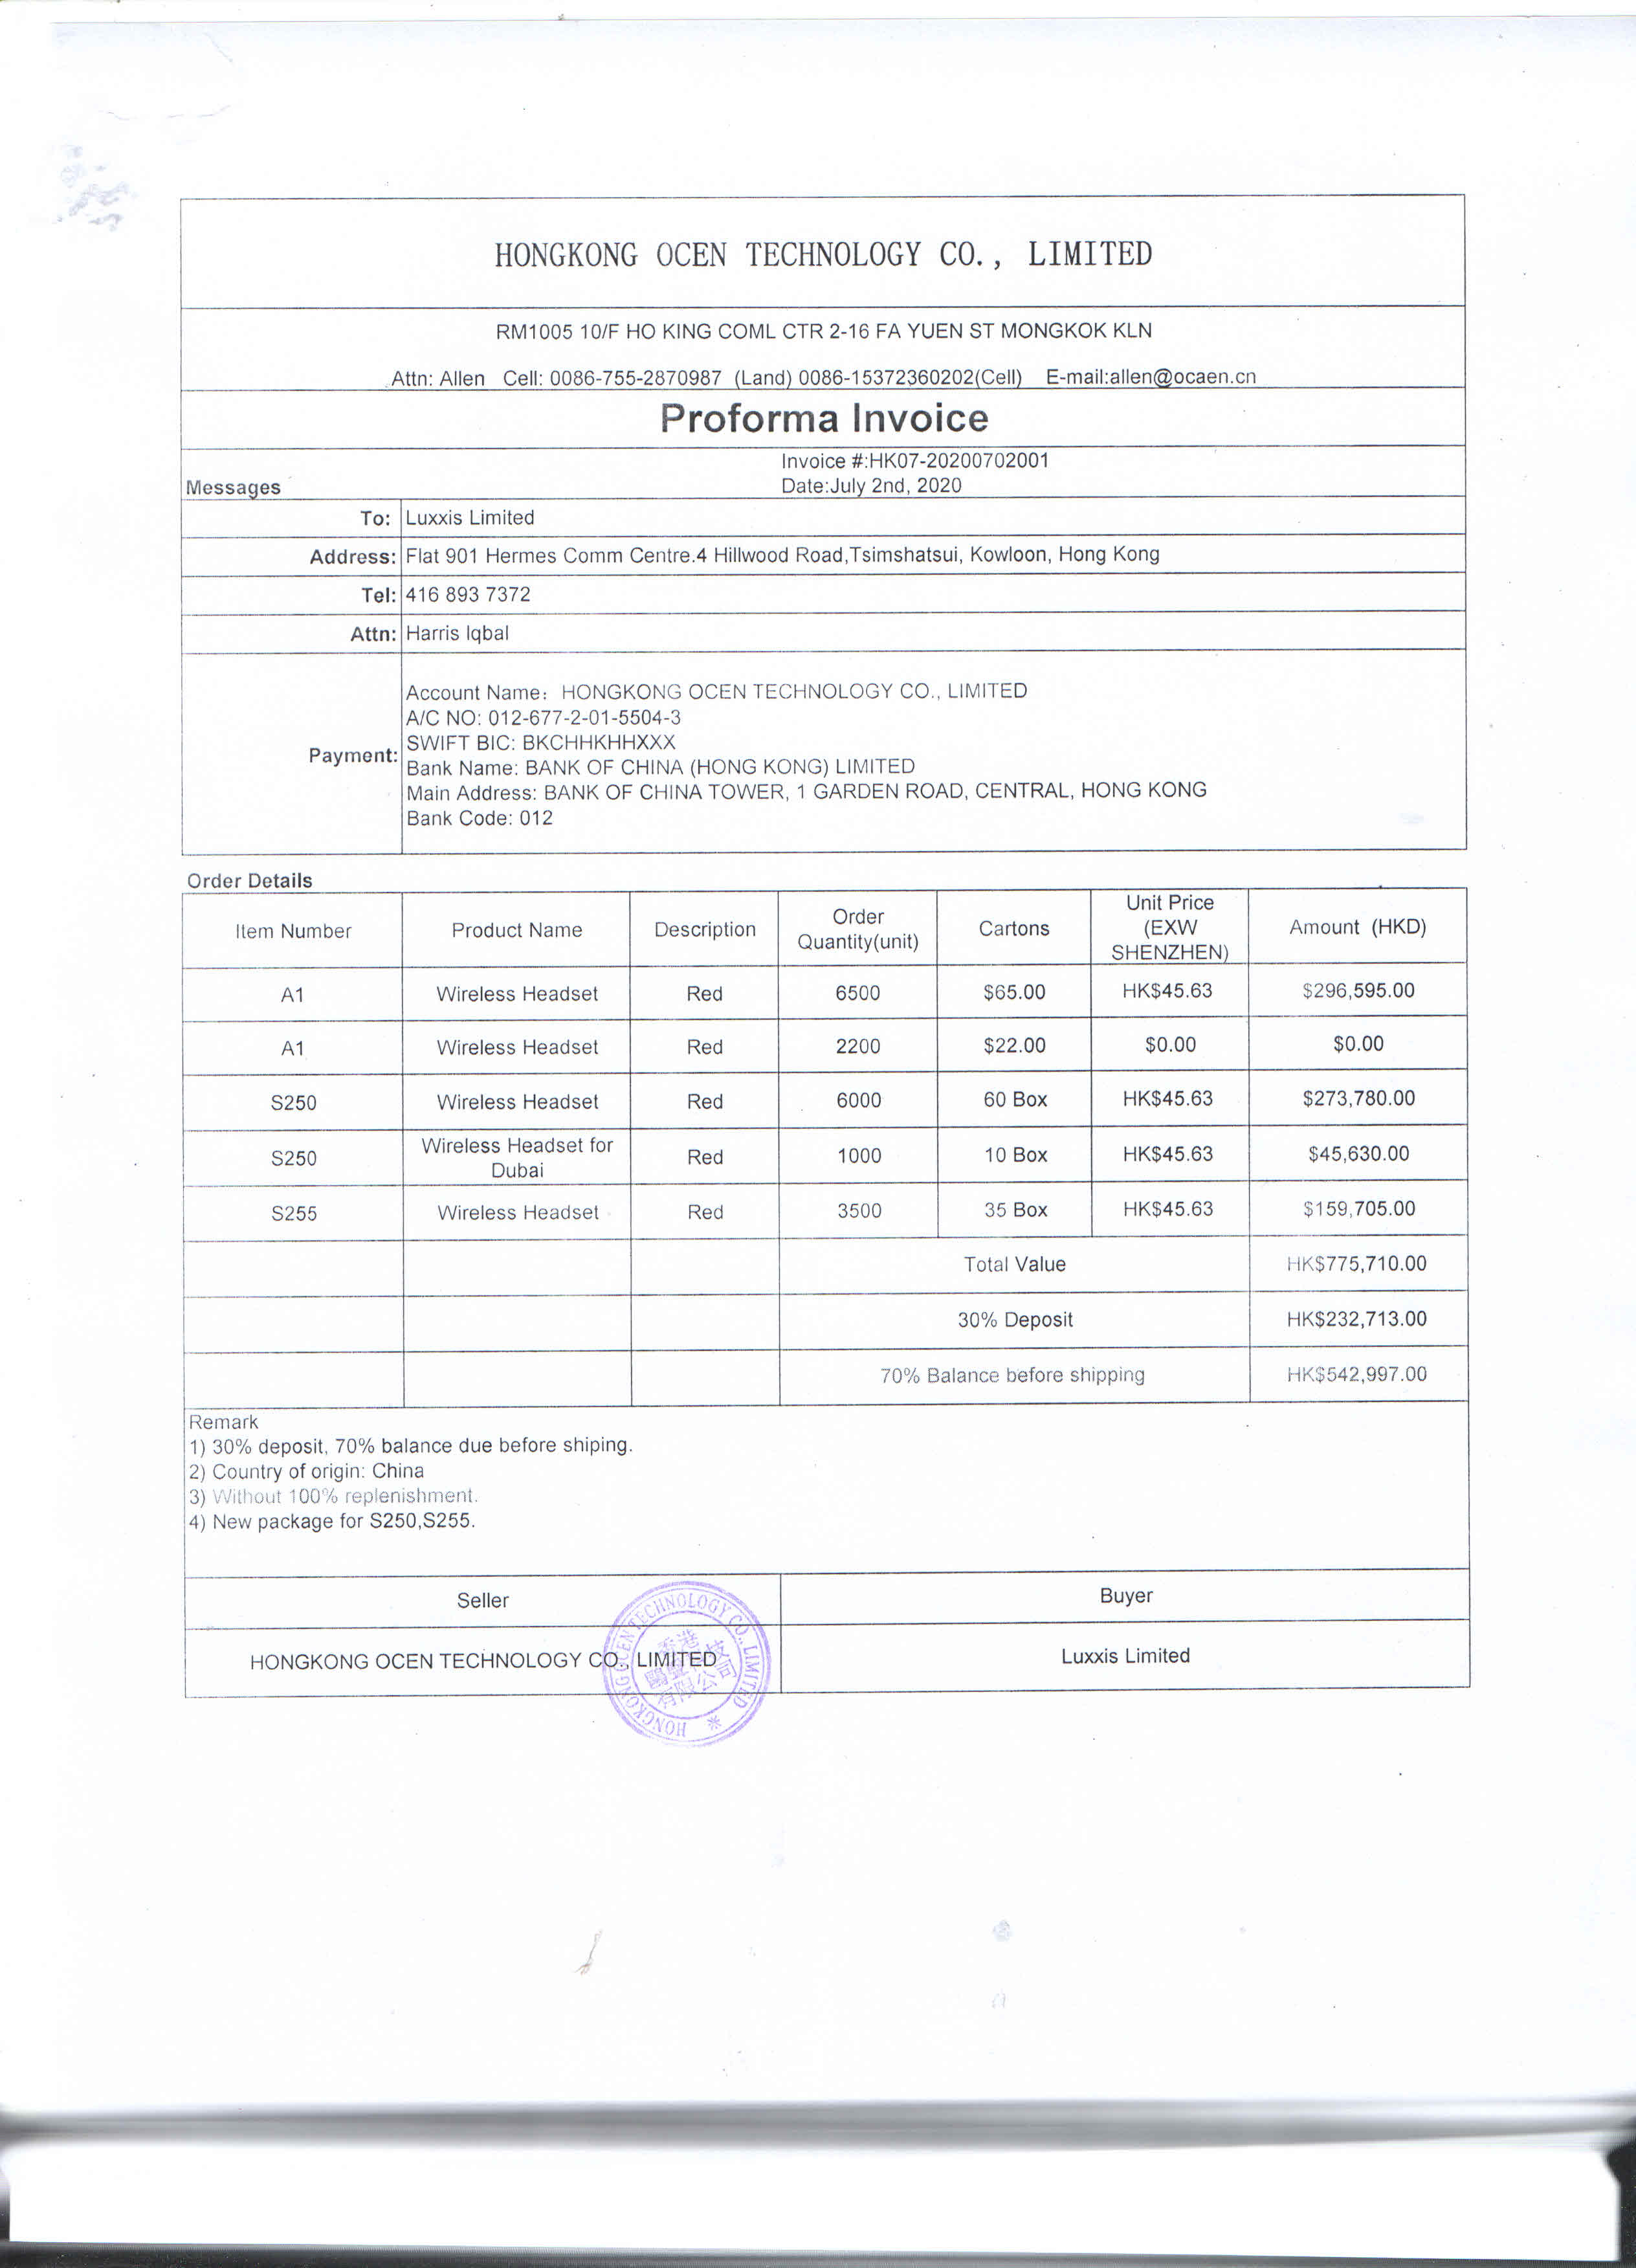 HONGKONG OCEN TECHNOLOGY CO., LIMITED
RM1005 10/F HO KING COML CTR 2-16 FA YUEN ST MONGKOK KLN
Attn: Allen Cell: 0086-755-2870987 (Land) 0086-15372360202(Cell) E-mail:allen@ocaen.cn
Proforma Invoice
Invoice #:HK07-20200702001
Messages Date:July 2nd, 2020
To: Luxxis Limited
Address: Flat 901 Hermes Comm Centre.4 Hillwood Road,Tsimshatsui, Kowloon, Hong Kong
Tel: 416 893 7372
Attn: Harris Iqbal
Payment:
Account Name: HONGKONG OCEN TECHNOLOGY CO., LIMITED
A/C NO: 012-677-2-01-5504-3
SWIFT BIC: BKCHHKHHXXX
Bank Name: BANK OF CHINA (HONG KONG) LIMITED
Main Address: BANK OF CHINA TOWER, 1 GARDEN ROAD, CENTRAL, HONG KONG
Bank Code: 012
Order Details
Item Number Product Name Description Order Quantity(unit) Cartons Unit Price (EXW SHENZHEN) Amount (HKD)
A1 Wireless Headset Red 6500 $65.00 HK$45.63 $296,595.00
A1 Wireless Headset Red 2200 $22.00 $0.00 $0.00
S250 Wireless Headset Red 6000 60 Box HK$45.63 $273,780.00
S250 Wireless Headset for Dubai Red 1000 10 Box HK$45.63 $45,630.00
S255 Wireless Headset Red 3500 35 Box HK$45.63 $159,705.00
Total Value HK$775,710.00
30% Deposit HK$232,713.00
70% Balance before shipping HK$542,997.00
Remark
1) 30% deposit, 70% balance due before shiping.
2) Country of origin: China
3) Without 100% replenishment.
4) New package for S250,S255.
Seller Buyer
HONGKONG OCEN TECHNOLOGY CO., LIMITED Luxxis Limited
HONGKONG OCEN TECHNOLOGY CO., LIMITED
香港
有限公司